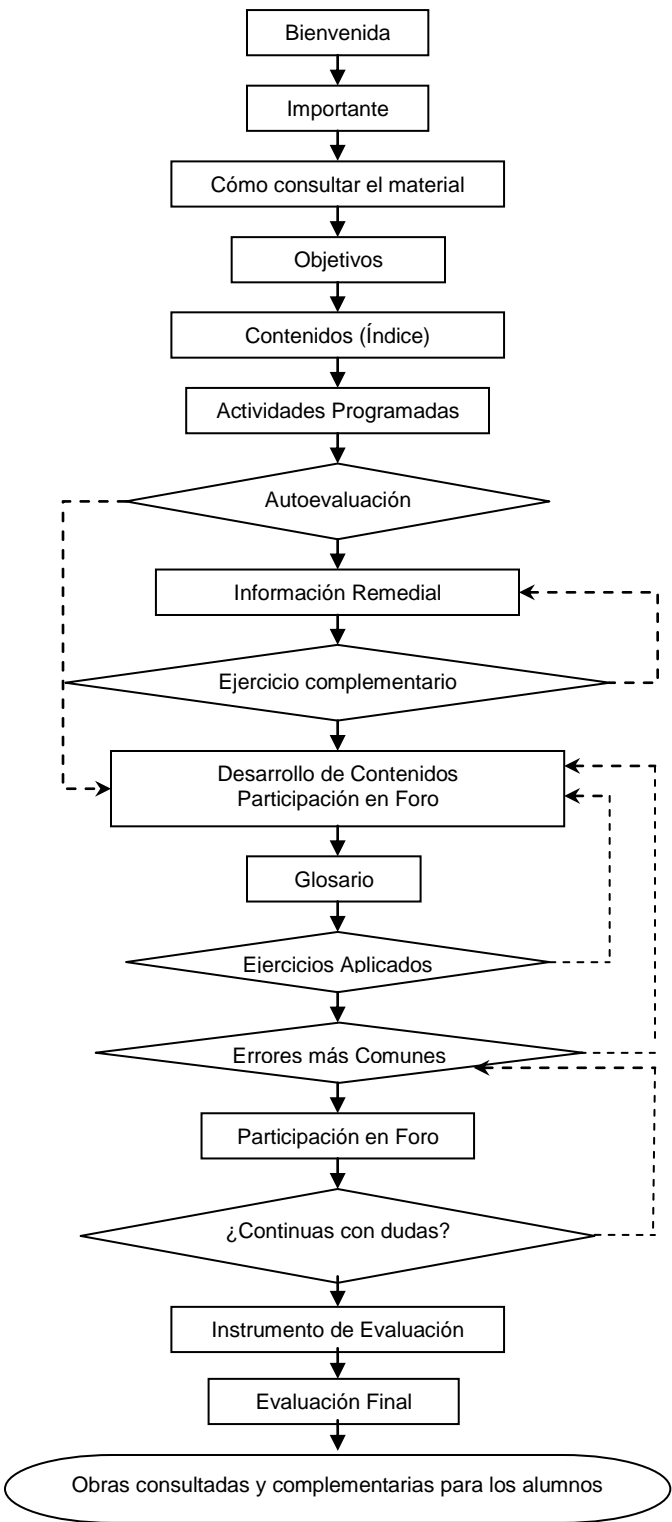 Bienvenida
Importante
Cómo consultar el material
Objetivos
Contenidos (Índice)
Actividades Programadas
Autoevaluación
Información Remedial
Ejercicio complementario
Desarrollo de Contenidos
Participación en Foro
Glosario
Ejercicios Aplicados
Errores más Comunes
Participación en Foro
¿Continuas con dudas?
Instrumento de Evaluación
Evaluación Final
Obras consultadas y complementarias para los alumnos